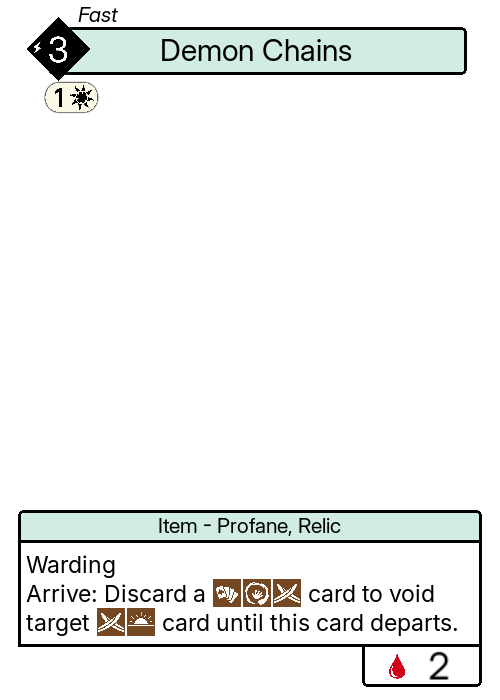 Fast
3 Demon Chains
1
Item - Profane, Relic
Warding
Arrive: Discard a card to void
target card until this card departs.
2